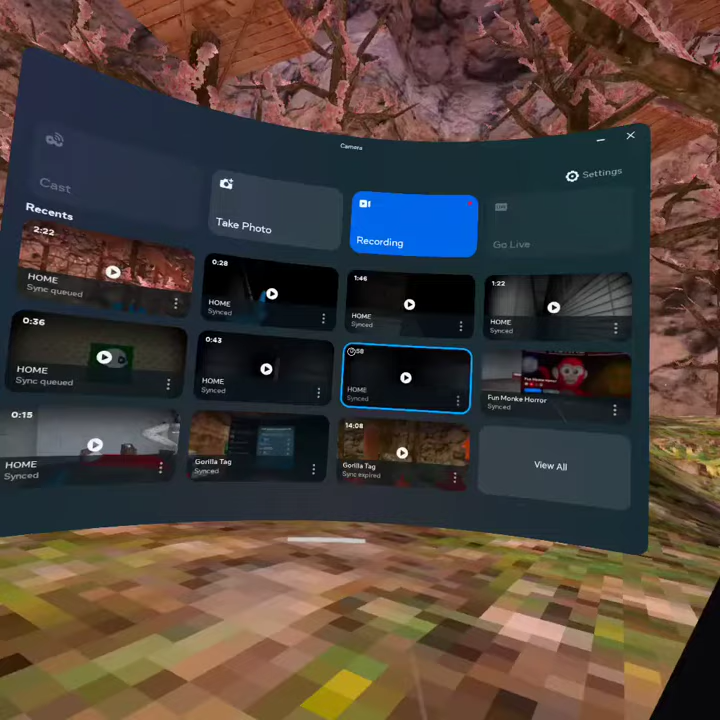 Camera
Settings
Cast
Take Photo
Recording
Go Live
Recents
2:22
HOME
Sync queued
0:28
HOME
Synced
1:46
HOME
Synced
1:22
HOME
Synced
0:36
HOME
Sync queued
0:43
HOME
Synced
:58
HOME
Synced
Fun Monke Horror
Synced
0:15
HOME
Synced
Gorilla Tag
Synced
14:08
Gorilla Tag
Sync expired
View All